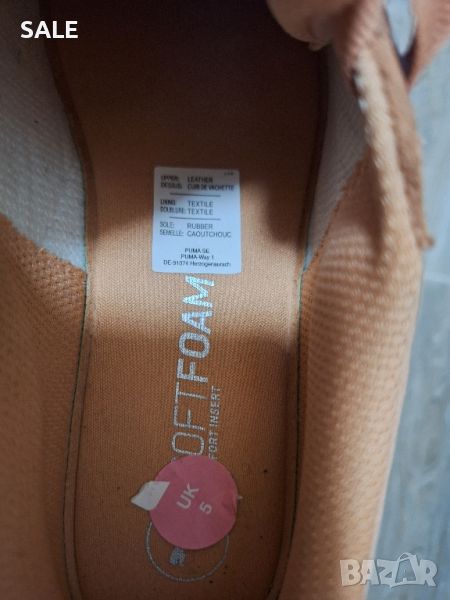 SALE
UPPER: LEATHER
DESSUS: CUIR DE VACHETTE
LINING: TEXTILE
DOUBLURE: TEXTILE
SOLE: RUBBER
SEMELLE: CAOUTCHOUC
PUMA SE
PUMA-Way 1
DE-91074 Herzogenaurach
SOFTFOAM
FORT INSERT
UK
5
BAZAR